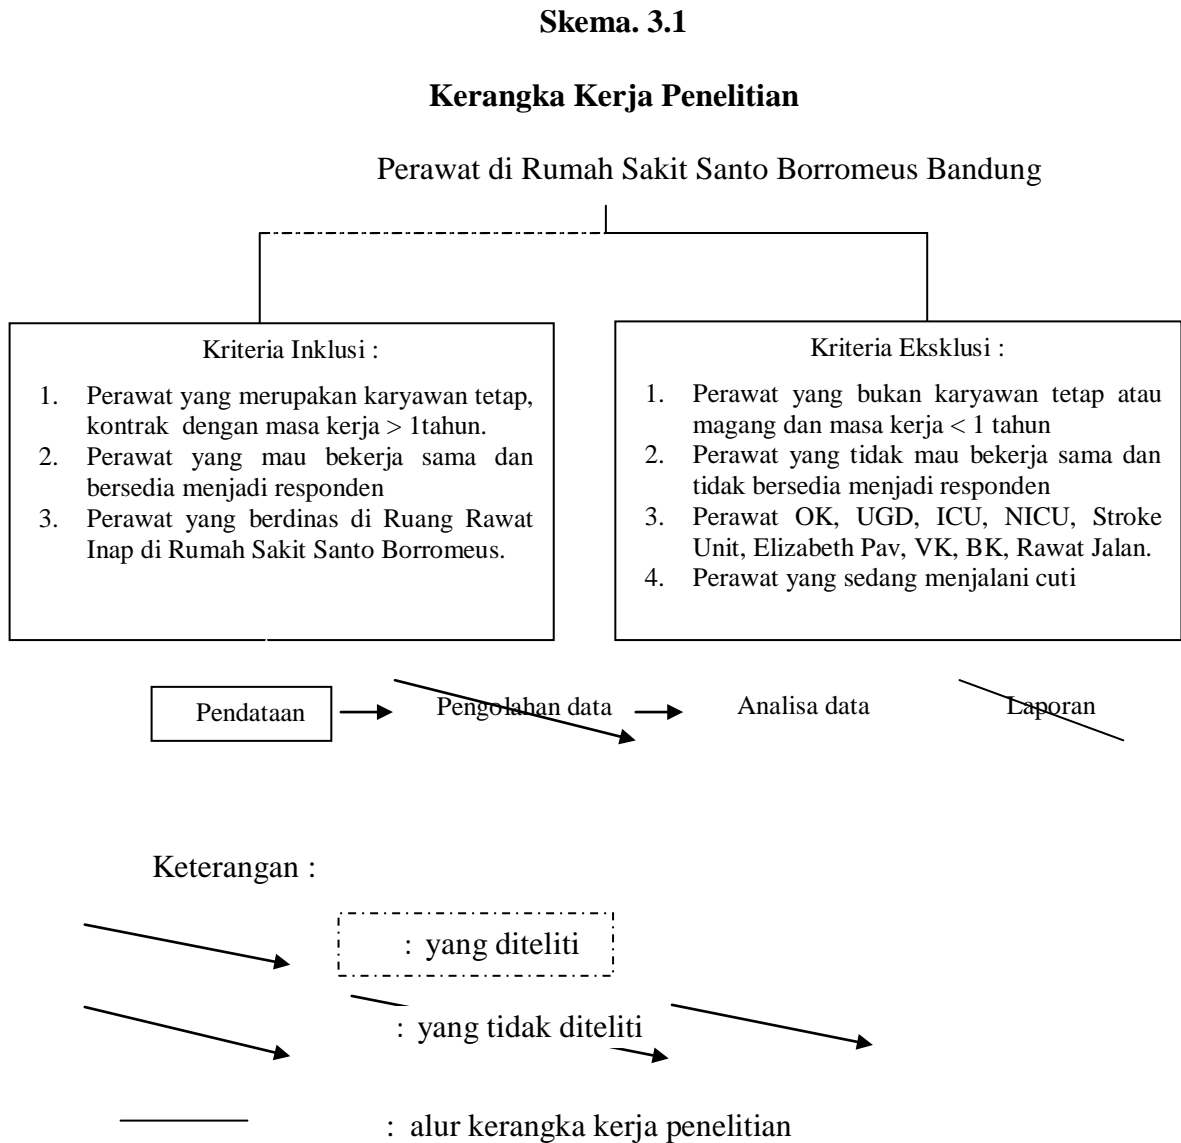 Skema. 3.1
Kerangka Kerja Penelitian
Perawat di Rumah Sakit Santo Borromeus Bandung
Kriteria Inklusi :
1. Perawat yang merupakan karyawan tetap,
kontrak dengan masa kerja > 1tahun.
2. Perawat yang mau bekerja sama dan
bersedia menjadi responden
3. Perawat yang berdinas di Ruang Rawat
Inap di Rumah Sakit Santo Borromeus.
Kriteria Eksklusi :
1. Perawat yang bukan karyawan tetap atau
magang dan masa kerja < 1 tahun
2. Perawat yang tidak mau bekerja sama dan
tidak bersedia menjadi responden
3. Perawat OK, UGD, ICU, NICU, Stroke
Unit, Elizabeth Pav, VK, BK, Rawat Jalan.
4. Perawat yang sedang menjalani cuti
Pendataan Pengolahan data Analisa data Laporan
Keterangan :
: yang diteliti
: yang tidak diteliti
: alur kerangka kerja penelitian